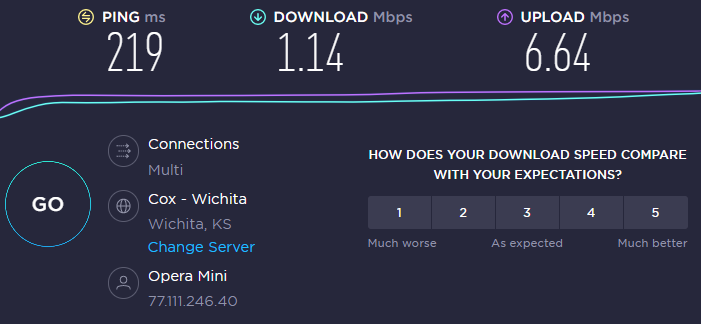 PING ms
DOWNLOAD Mbps
UPLOAD Mbps
219
1.14
6.64
Connections
Multi
GO
Cox - Wichita
Wichita, KS
Change Server
Opera Mini
77.111.246.40
HOW DOES YOUR DOWNLOAD SPEED COMPARE
WITH YOUR EXPECTATIONS?
1 2 3 4 5
Much worse As expected Much better